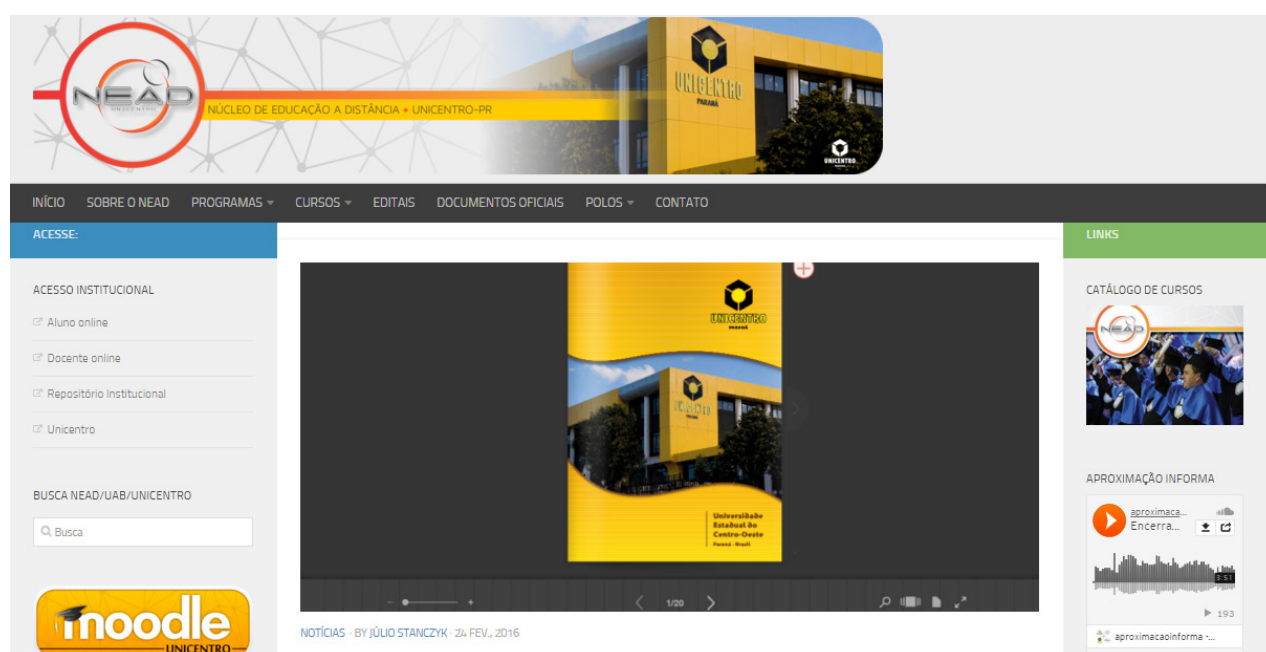 NEAD
UNICENTRO
NÚCLEO DE EDUCAÇÃO A DISTÂNCIA • UNICENTRO-PR
UNICENTRO
PARANÁ
UNICENTRO
INÍCIO SOBRE O NEAD PROGRAMAS CURSOS EDITAIS DOCUMENTOS OFICIAIS POLOS CONTATO
ACESSE:
ACESSO INSTITUCIONAL
Aluno online
Docente online
Repositório Institucional
Unicentro
BUSCA NEAD/UAB/UNICENTRO
Busca
moodle
UNICENTRO
UNICENTRO
PARANÁ
Universidade
Estadual do
Centro-Oeste
Paraná - Brasil
1/20
NOTÍCIAS · BY JÚLIO STANCZYK · 24 FEV., 2016
LINKS
CATÁLOGO DE CURSOS
NEAD
APROXIMAÇÃO INFORMA
aproximaca...
Encerra...
3:51
193
aproximacaoinforma -...